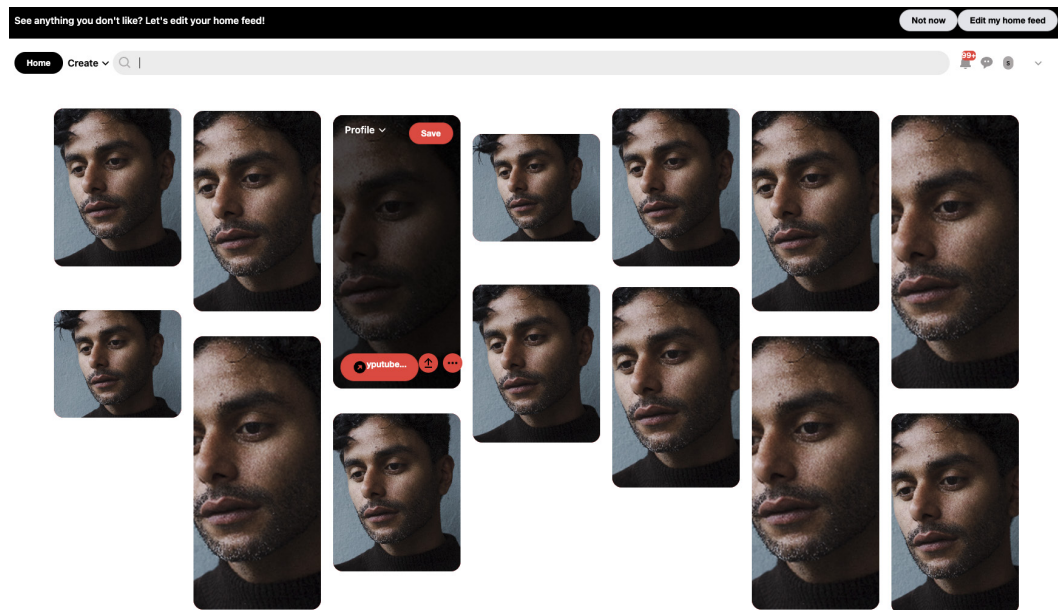 See anything you don't like? Let's edit your home feed!
Not now
Edit my home feed
Home
Create
99+
s
Profile
Save
yputube...